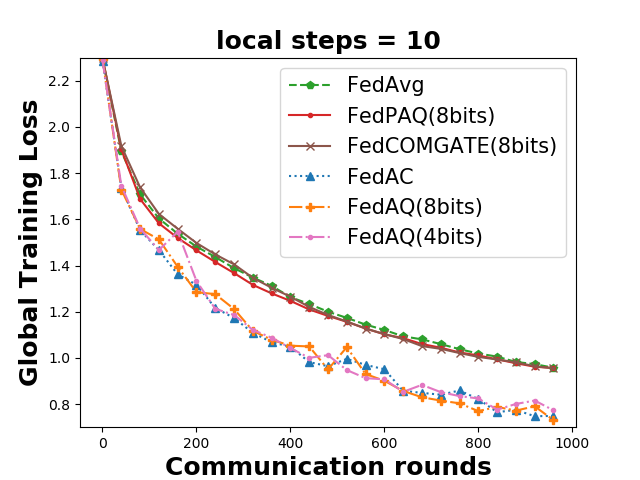 local steps = 10
Global Training Loss
2.2
2.0
1.8
1.6
1.4
1.2
1.0
0.8
FedAvg
FedPAQ(8bits)
FedCOMGATE(8bits)
FedAC
FedAQ(8bits)
FedAQ(4bits)
0 200 400 600 800 1000
Communication rounds